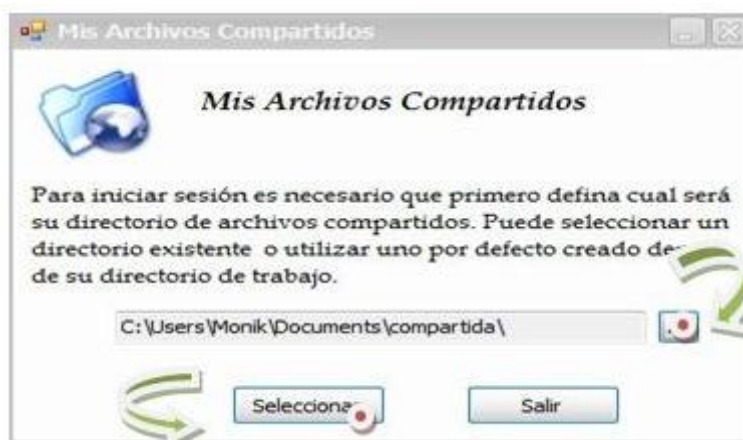 Mis Archivos Compartidos
Mis Archivos Compartidos
Para iniciar sesión es necesario que primero defina cual será
su directorio de archivos compartidos. Puede seleccionar un
directorio existente o utilizar uno por defecto creado
de su directorio de trabajo.
C:\Users\Monik\Documents\compartida\
Seleccionar
Salir